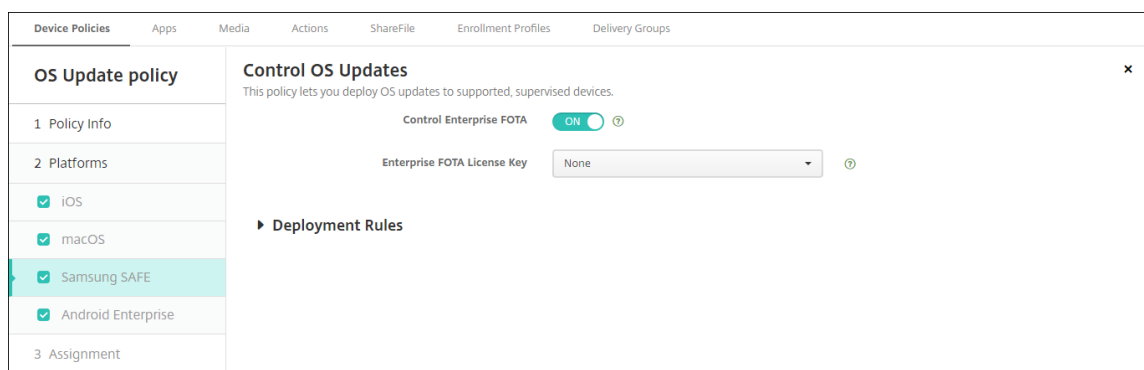 Device Policies Apps Media Actions ShareFile Enrollment Profiles Delivery Groups
OS Update policy
1 Policy Info
2 Platforms
iOS
macOS
Samsung SAFE
Android Enterprise
3 Assignment
Control OS Updates
This policy lets you deploy OS updates to supported, supervised devices.
Control Enterprise FOTA ON ?
Enterprise FOTA License Key None ?
Deployment Rules